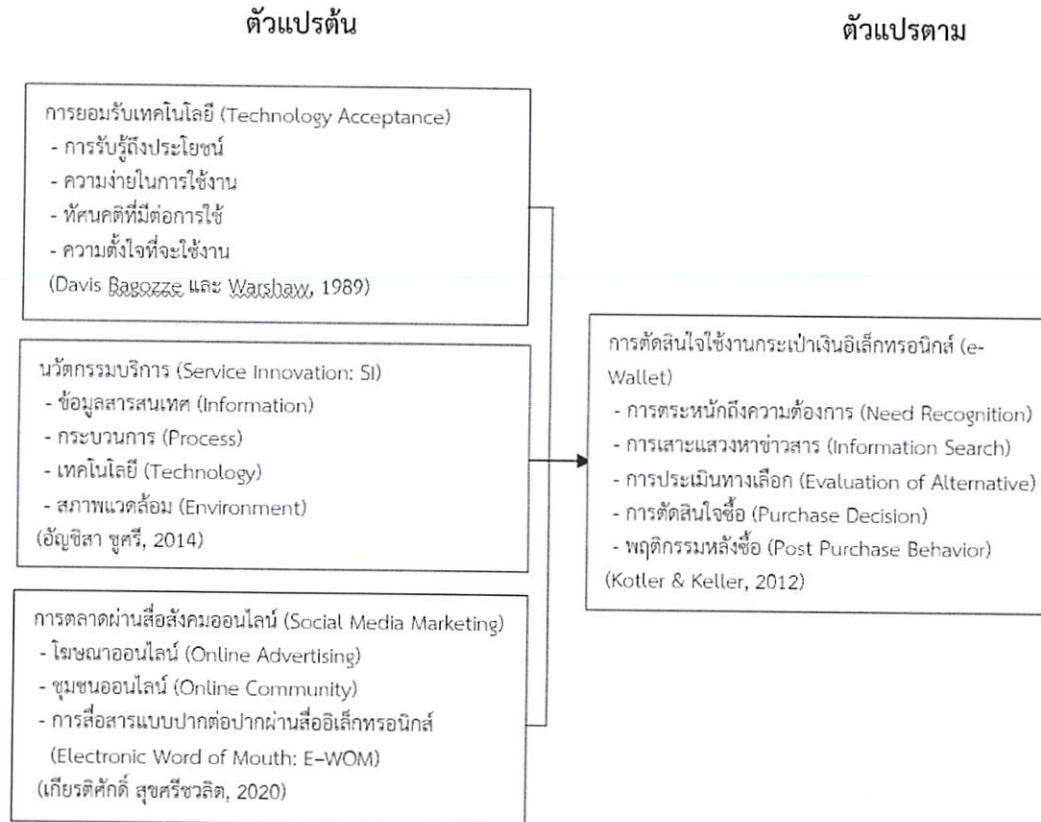 ตัวแปรต้น
ตัวแปรตาม
การยอมรับเทคโนโลยี (Technology Acceptance)
- การรับรู้ถึงประโยชน์
- ความง่ายในการใช้งาน
- ทัศนคติที่มีต่อการใช้
- ความตั้งใจที่จะใช้งาน
(Davis Bagozze และ Warshaw, 1989)
นวัตกรรมบริการ (Service Innovation: SI)
- ข้อมูลสารสนเทศ (Information)
- กระบวนการ (Process)
- เทคโนโลยี (Technology)
- สภาพแวดล้อม (Environment)
(อัญชิสา ชูศรี, 2014)
การตลาดผ่านสื่อสังคมออนไลน์ (Social Media Marketing)
- โฆษณาออนไลน์ (Online Advertising)
- ชุมชนออนไลน์ (Online Community)
- การสื่อสารแบบปากต่อปากผ่านสื่ออิเล็กทรอนิกส์
(Electronic Word of Mouth: E–WOM)
(เกียรติศักดิ์ สุขศรีชวลิต, 2020)
การตัดสินใจใช้งานกระเป๋าเงินอิเล็กทรอนิกส์ (e-
Wallet)
- การตระหนักถึงความต้องการ (Need Recognition)
- การเสาะแสวงหาข่าวสาร (Information Search)
- การประเมินทางเลือก (Evaluation of Alternative)
- การตัดสินใจซื้อ (Purchase Decision)
- พฤติกรรมหลังซื้อ (Post Purchase Behavior)
(Kotler & Keller, 2012)